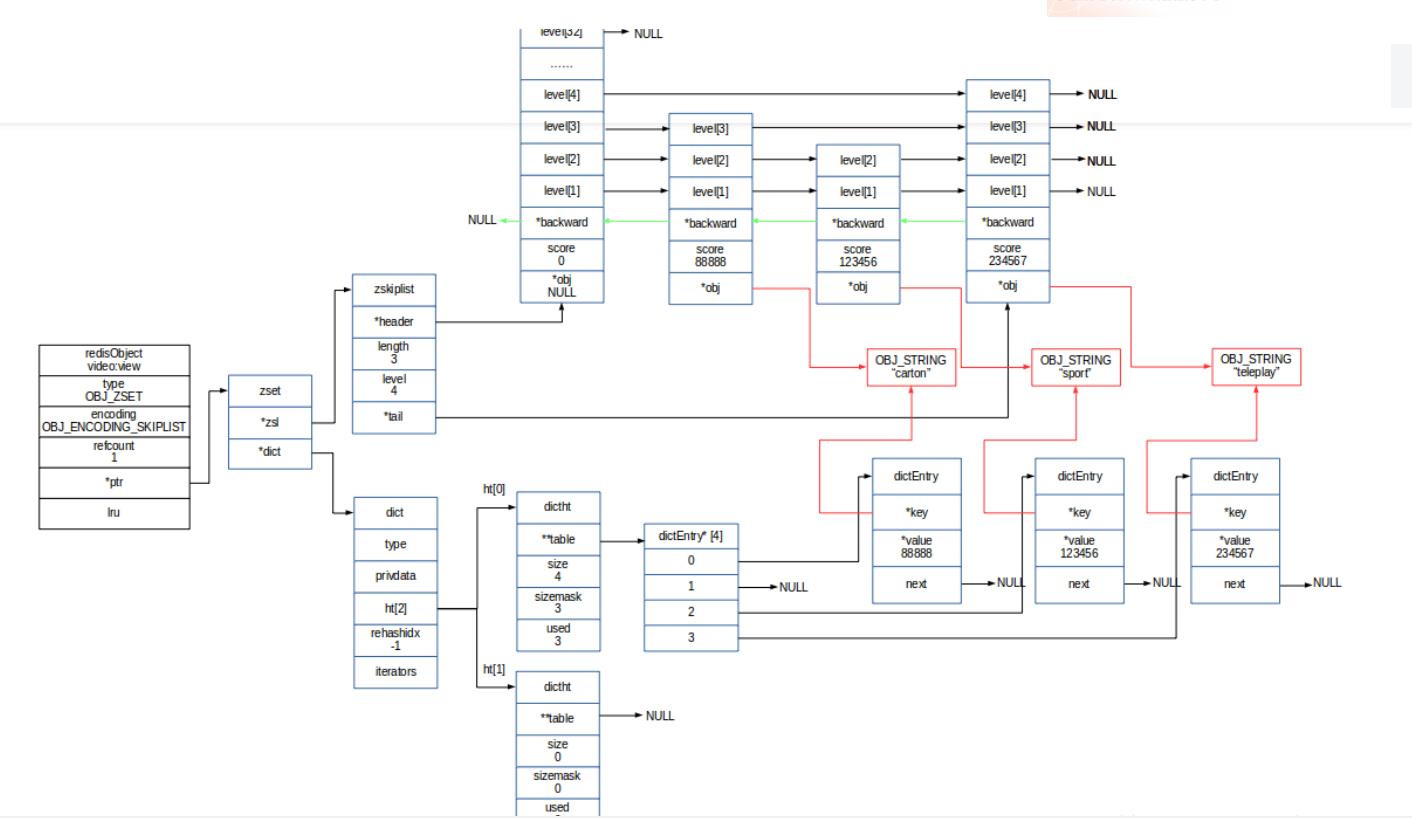 level[32]
NULL
......
level[4]
level[3]
level[2]
level[1]
NULL
*backward
score
0
*obj
NULL
level[3]
level[2]
level[1]
*backward
score
88888
*obj
level[2]
level[1]
*backward
score
123456
*obj
level[4]
NULL
level[3]
NULL
level[2]
NULL
level[1]
NULL
*backward
score
234567
*obj
zskiplist
*header
length
3
level
4
*tail
OBJ_STRING
“carton”
OBJ_STRING
“sport”
OBJ_STRING
“teleplay”
redisObject
video:view
type
OBJ_ZSET
encoding
OBJ_ENCODING_SKIPLIST
refcount
1
*ptr
lru
zset
*zsl
*dict
dict
type
privdata
ht[2]
rehashidx
-1
iterators
ht[0]
dictht
**table
size
4
sizemask
3
used
3
dictEntry* [4]
0
1
NULL
2
3
dictEntry
*key
*value
88888
next
NULL
dictEntry
*key
*value
123456
next
NULL
dictEntry
*key
*value
234567
next
NULL
ht[1]
dictht
**table
NULL
size
0
sizemask
0
used